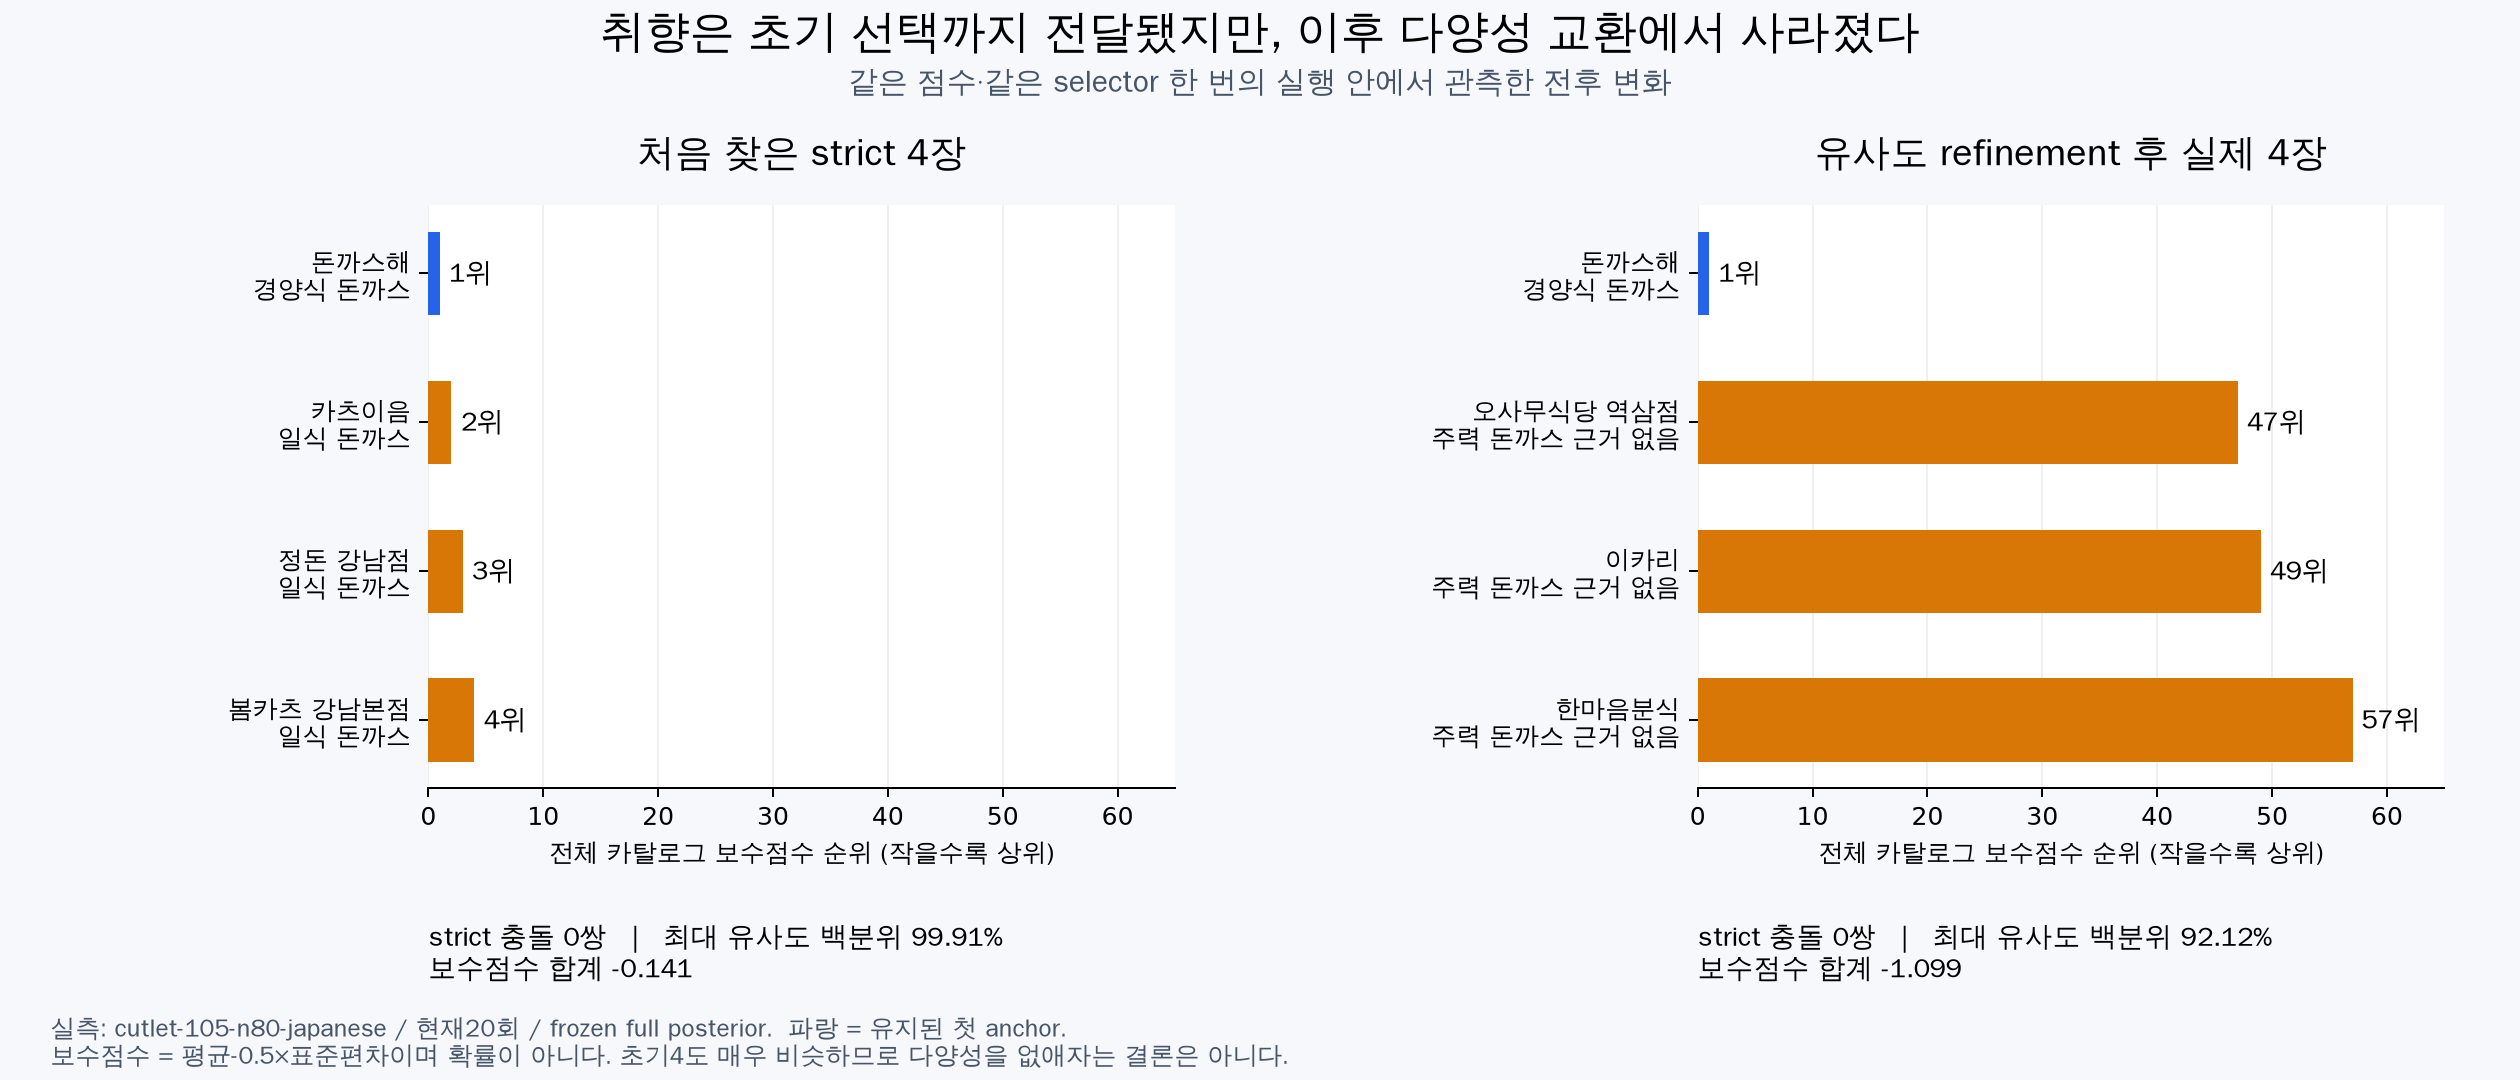 취향은 초기 선택까지 전달됐지만, 이후 다양성 교환에서 사라졌다
같은 점수·같은 selector 한 번의 실행 안에서 관측한 전후 변화
처음 찾은 strict 4장
돈까스해
경양식 돈까스
1위
카츠이음
일식 돈까스
2위
정돈 강남점
일식 돈까스
3위
봄카츠 강남본점
일식 돈까스
4위
0 10 20 30 40 50 60
전체 카탈로그 보수점수 순위 (작을수록 상위)
strict 충돌 0쌍 | 최대 유사도 백분위 99.91%
보수점수 합계 -0.141
유사도 refinement 후 실제 4장
돈까스해
경양식 돈까스
1위
오사무식당 역삼점
주력 돈까스 근거 없음
47위
이카리
주력 돈까스 근거 없음
49위
한마음분식
주력 돈까스 근거 없음
57위
0 10 20 30 40 50 60
전체 카탈로그 보수점수 순위 (작을수록 상위)
strict 충돌 0쌍 | 최대 유사도 백분위 92.12%
보수점수 합계 -1.099
실측: cutlet-105-n80-japanese / 현재20회 / frozen full posterior. 파랑 = 유지된 첫 anchor.
보수점수 = 평균-0.5×표준편차이며 확률이 아니다. 초기4도 매우 비슷하므로 다양성을 없애자는 결론은 아니다.